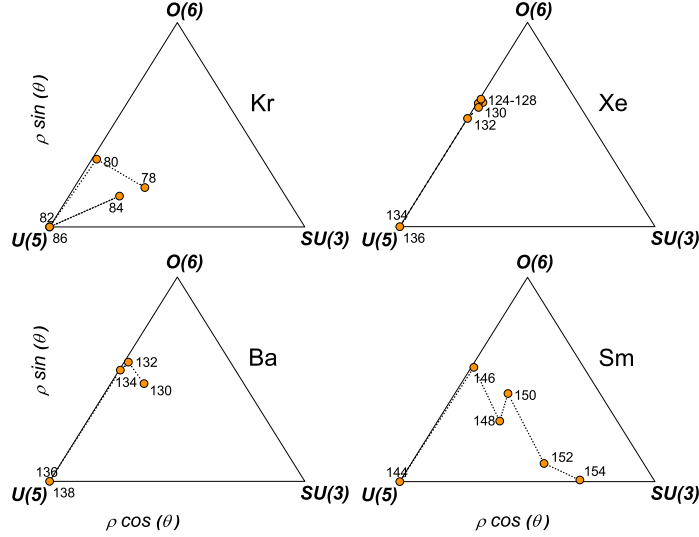 O(6)
O(6)
ρ sin (θ)
Kr
Xe
124-128
130
132
80
78
84
82
134
U(5)
86
SU(3)
U(5)
136
SU(3)
O(6)
O(6)
ρ sin (θ)
Ba
Sm
132
134
130
146
150
148
152
154
136
144
U(5)
138
SU(3)
U(5)
SU(3)
ρ cos (θ)
ρ cos (θ)